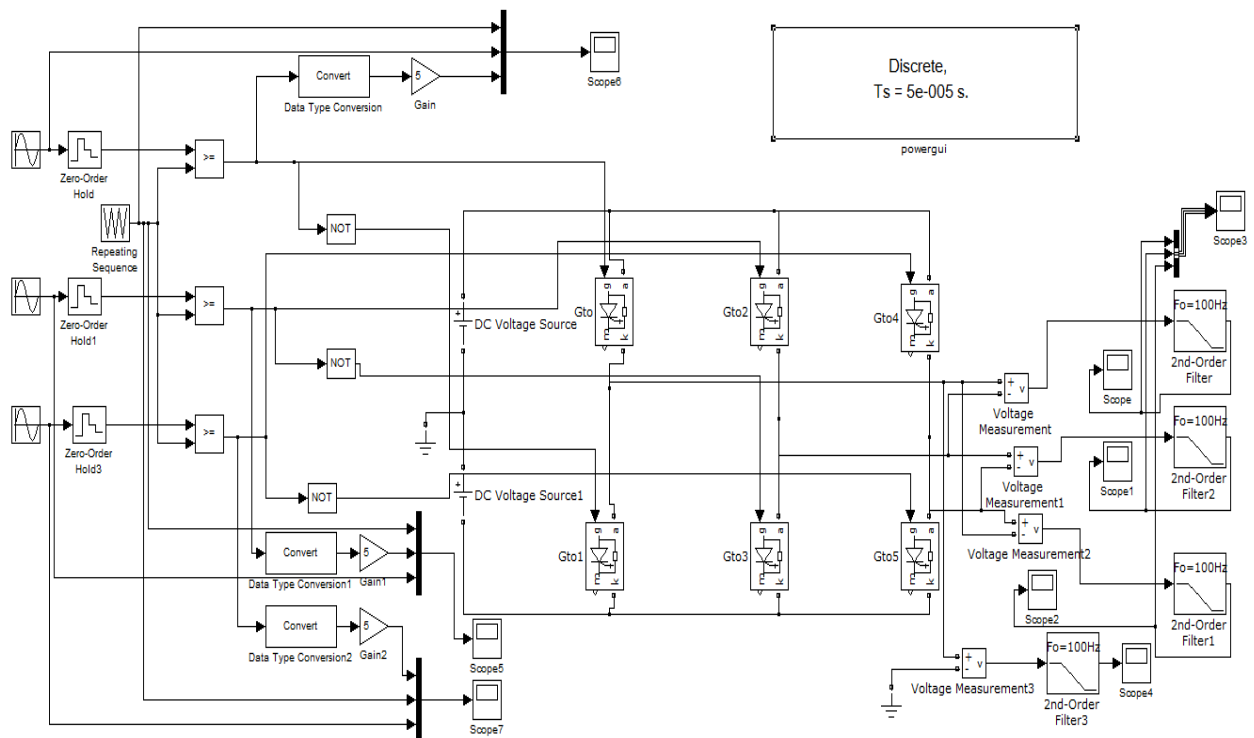 Discrete,
Ts = 5e-005 s.
powergui
Convert
Data Type Conversion
5
Gain
Scope6
Zero-Order
Hold
>=
Repeating
Sequence
NOT
Scope3
Zero-Order
Hold1
>=
NOT
DC Voltage Source
Gto
g
a
m
k
Gto2
g
a
m
k
Gto4
g
a
m
k
Fo=100Hz
2nd-Order
Filter
Scope
+
-
v
Voltage
Measurement
Zero-Order
Hold3
>=
NOT
+
DC Voltage Source1
+
Gto1
g
a
m
k
Gto3
g
a
m
k
Gto5
g
a
m
k
Fo=100Hz
2nd-Order
Filter2
Scope1
+
-
v
Voltage
Measurement1
+
-
v
Voltage Measurement2
Convert
Data Type Conversion1
5
Gain1
Fo=100Hz
2nd-Order
Filter1
Scope2
Convert
Data Type Conversion2
5
Gain2
Scope5
Scope7
+
-
v
Voltage Measurement3
Fo=100Hz
2nd-Order
Filter3
Scope4